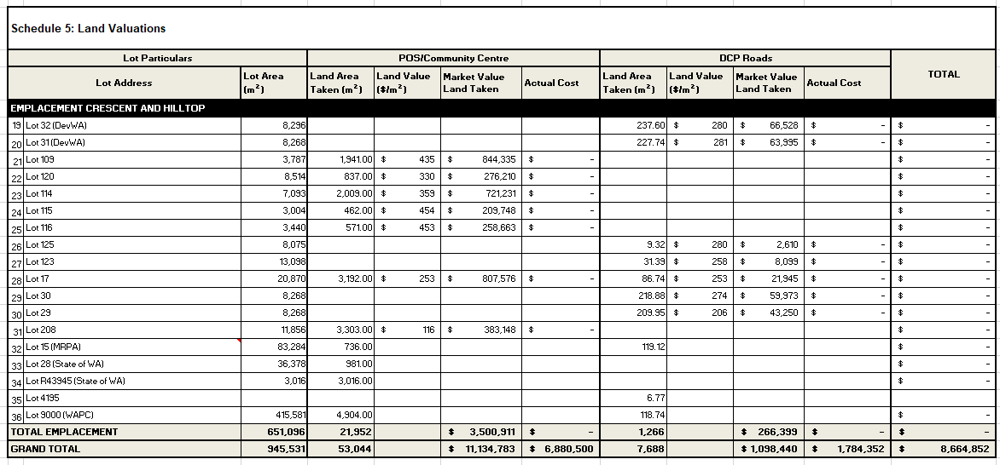 Schedule 5: Land Valuations
Lot Particulars POS/Community Centre DCP Roads TOTAL
Lot Address Lot Area (m²) Land Area Taken (m²) Land Value ($/m²) Market Value Land Taken Actual Cost Land Area Taken (m²) Land Value ($/m²) Market Value Land Taken Actual Cost
EMPLACEMENT CRESCENT AND HILLTOP
19 Lot 32 (DevWA) 8,296 237.60 $ 280 $ 66,528 $ - $ -
20 Lot 31 (DevWA) 8,268 227.74 $ 281 $ 63,995 $ - $ -
21 Lot 109 3,787 1,941.00 $ 435 $ 844,335 $ - $ -
22 Lot 120 8,514 837.00 $ 330 $ 276,210 $ - $ -
23 Lot 114 7,093 2,009.00 $ 359 $ 721,231 $ - $ -
24 Lot 115 3,004 462.00 $ 454 $ 209,748 $ - $ -
25 Lot 116 3,440 571.00 $ 453 $ 258,663 $ - $ -
26 Lot 125 8,075 9.32 $ 280 $ 2,610 $ - $ -
27 Lot 123 13,098 31.39 $ 258 $ 8,099 $ - $ -
28 Lot 17 20,870 3,192.00 $ 253 $ 807,576 $ - 86.74 $ 253 $ 21,945 $ - $ -
29 Lot 30 8,268 218.88 $ 274 $ 59,973 $ - $ -
30 Lot 29 8,268 209.95 $ 206 $ 43,250 $ - $ -
31 Lot 208 11,856 3,303.00 $ 116 $ 383,148 $ - $ -
32 Lot 15 (MRPA) 83,284 736.00 119.12 $ -
33 Lot 28 (State of WA) 36,378 981.00 $ -
34 Lot R43945 (State of WA) 3,016 3,016.00 $ -
35 Lot 4195 6.77
36 Lot 9000 (WAPC) 415,581 4,904.00 118.74 $ -
TOTAL EMPLACEMENT 651,096 21,952 $ 3,500,911 $ - 1,266 $ 266,399 $ - $ -
GRAND TOTAL 945,531 53,044 $ 11,134,783 $ 6,880,500 7,688 $ 1,098,440 $ 1,784,352 $ 8,664,852